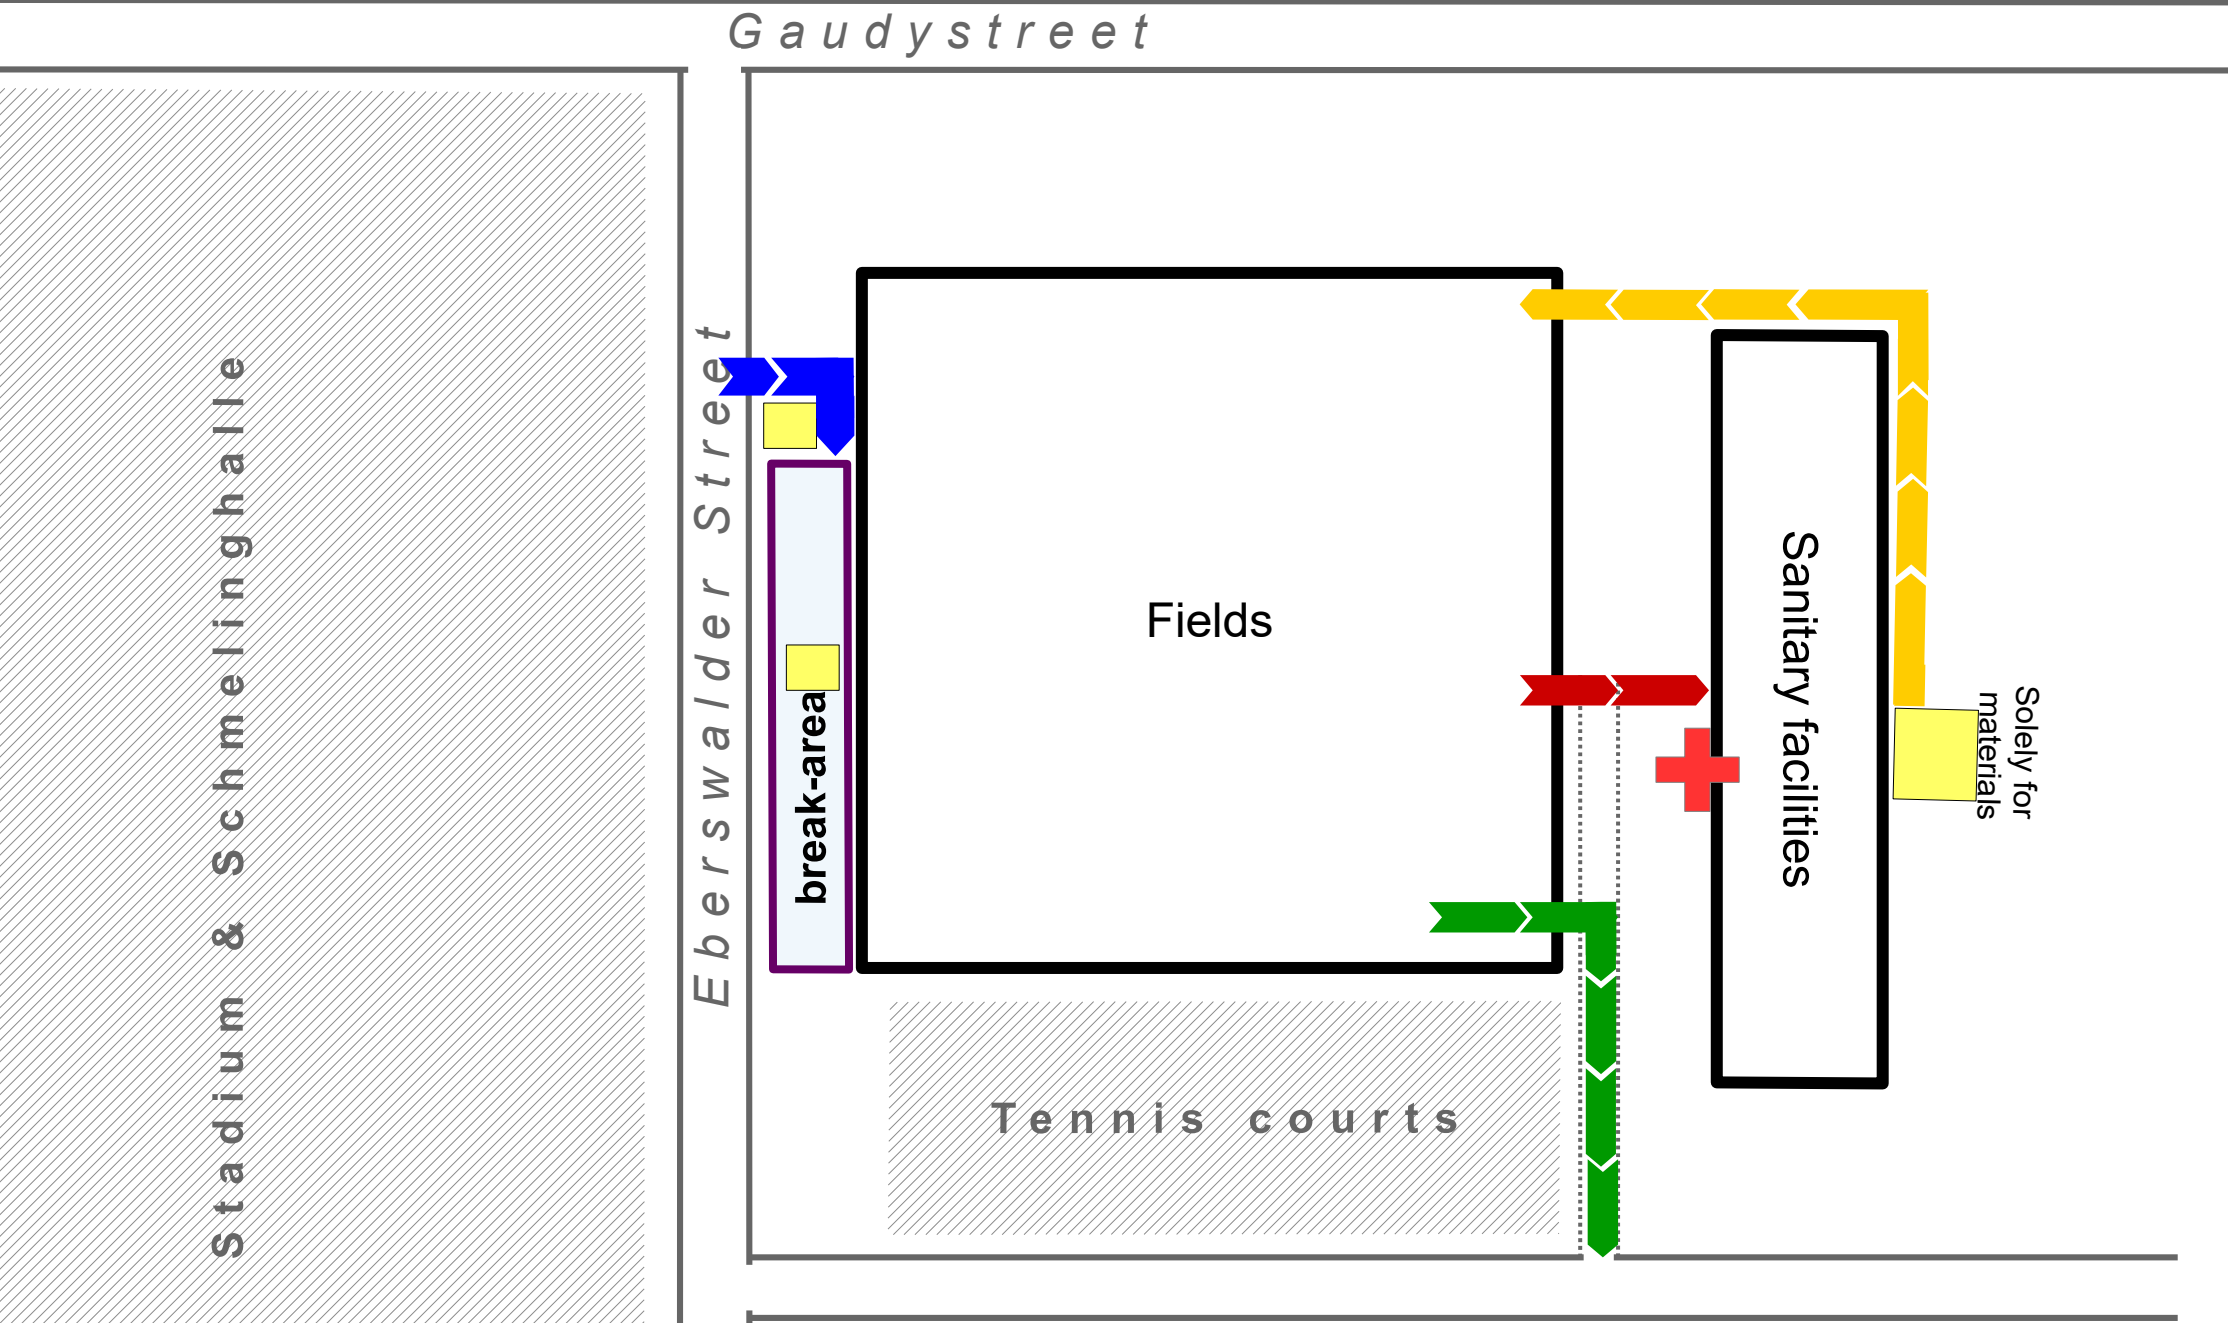 Gaudystreet
Stadium & Schmelinghalle
Eberswalder Street
break-area
Fields
Sanitary facilities
Solely for
materials
Tennis courts